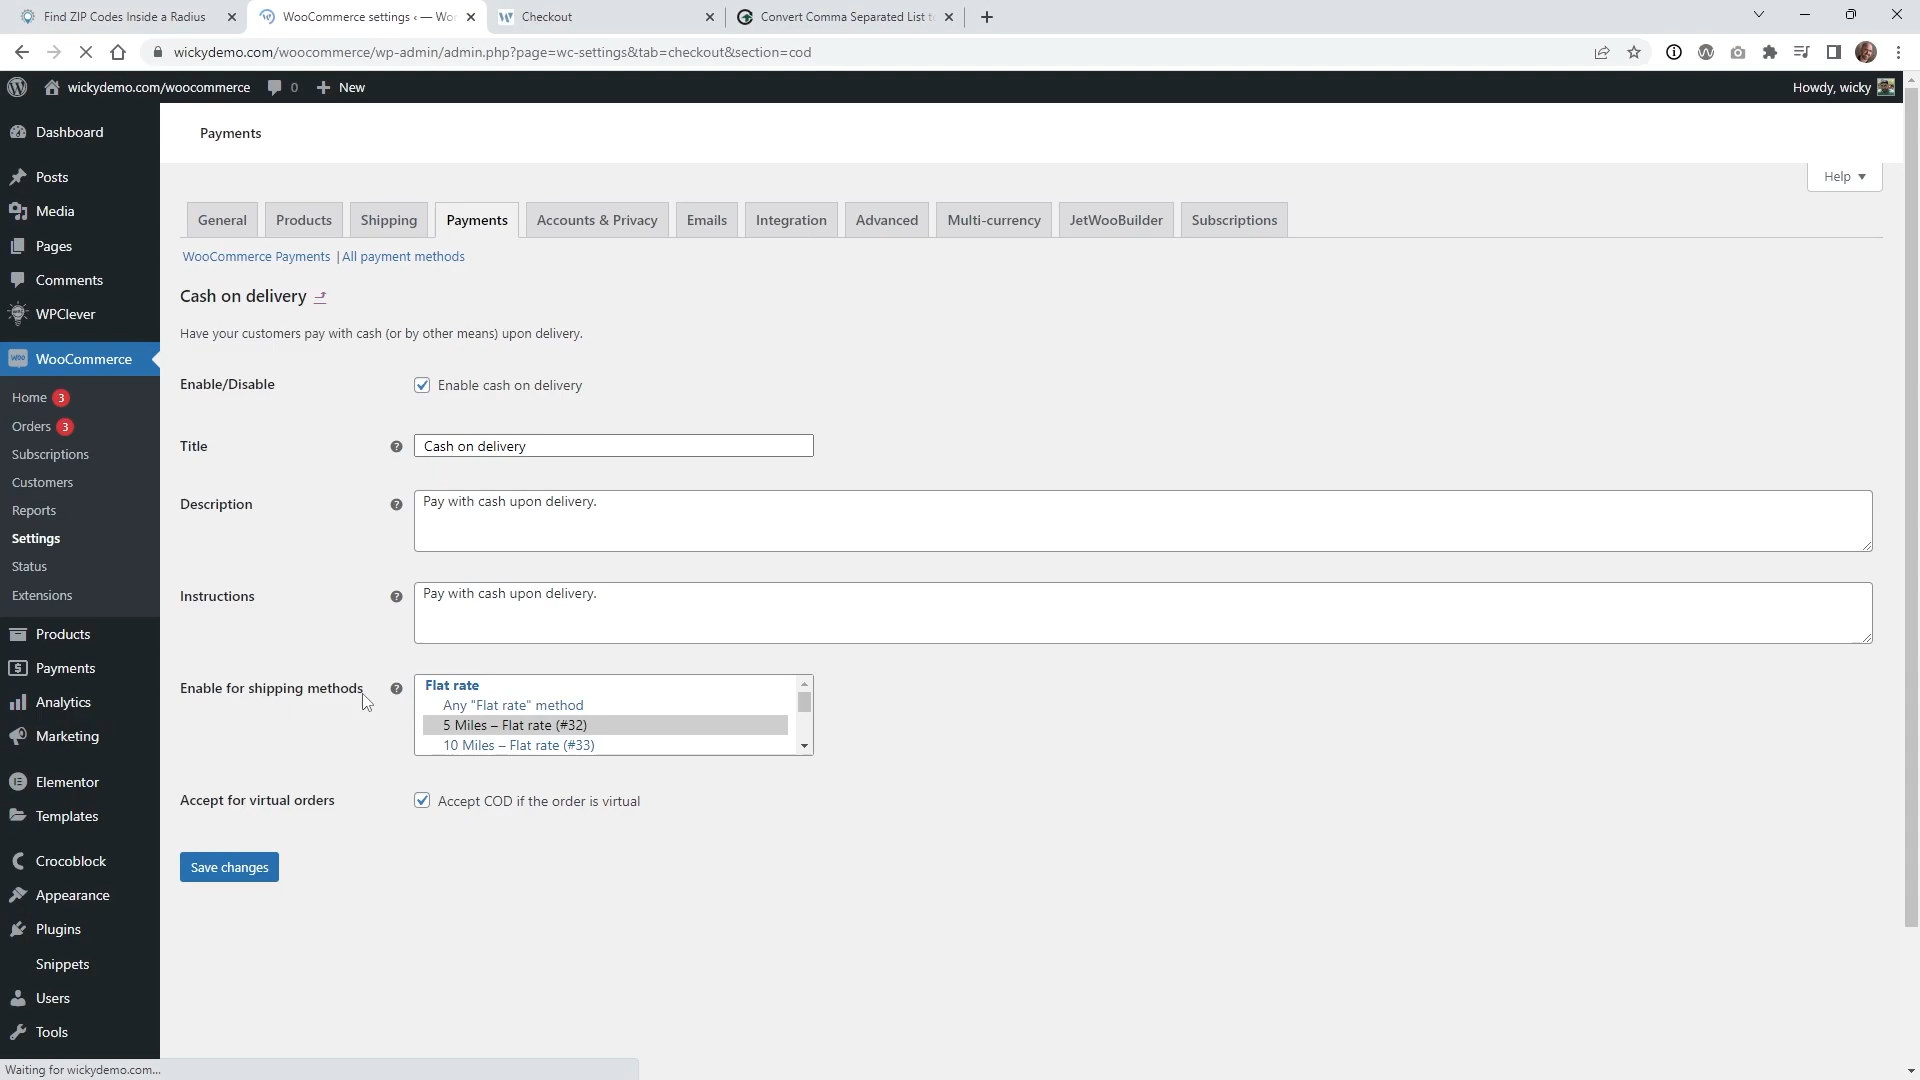 Find ZIP Codes Inside a Radius
WooCommerce settings ‹ — Wor
Checkout
Convert Comma Separated List to
wickydemo.com/woocommerce/wp-admin/admin.php?page=wc-settings&tab=checkout&section=cod
wickydemo.com/woocommerce
0
New
Howdy, wicky
Dashboard
Posts
Media
Pages
Comments
WPClever
WooCommerce
Home 3
Orders 3
Subscriptions
Customers
Reports
Settings
Status
Extensions
Products
Payments
Analytics
Marketing
Elementor
Templates
Crocoblock
Appearance
Plugins
Snippets
Users
Tools
Payments
Help
General
Products
Shipping
Payments
Accounts & Privacy
Emails
Integration
Advanced
Multi-currency
JetWooBuilder
Subscriptions
WooCommerce Payments | All payment methods
Cash on delivery
Have your customers pay with cash (or by other means) upon delivery.
Enable/Disable
Enable cash on delivery
Title
Cash on delivery
Description
Pay with cash upon delivery.
Instructions
Pay with cash upon delivery.
Enable for shipping methods
Flat rate
Any "Flat rate" method
5 Miles – Flat rate (#32)
10 Miles – Flat rate (#33)
Accept for virtual orders
Accept COD if the order is virtual
Save changes
Waiting for wickydemo.com...